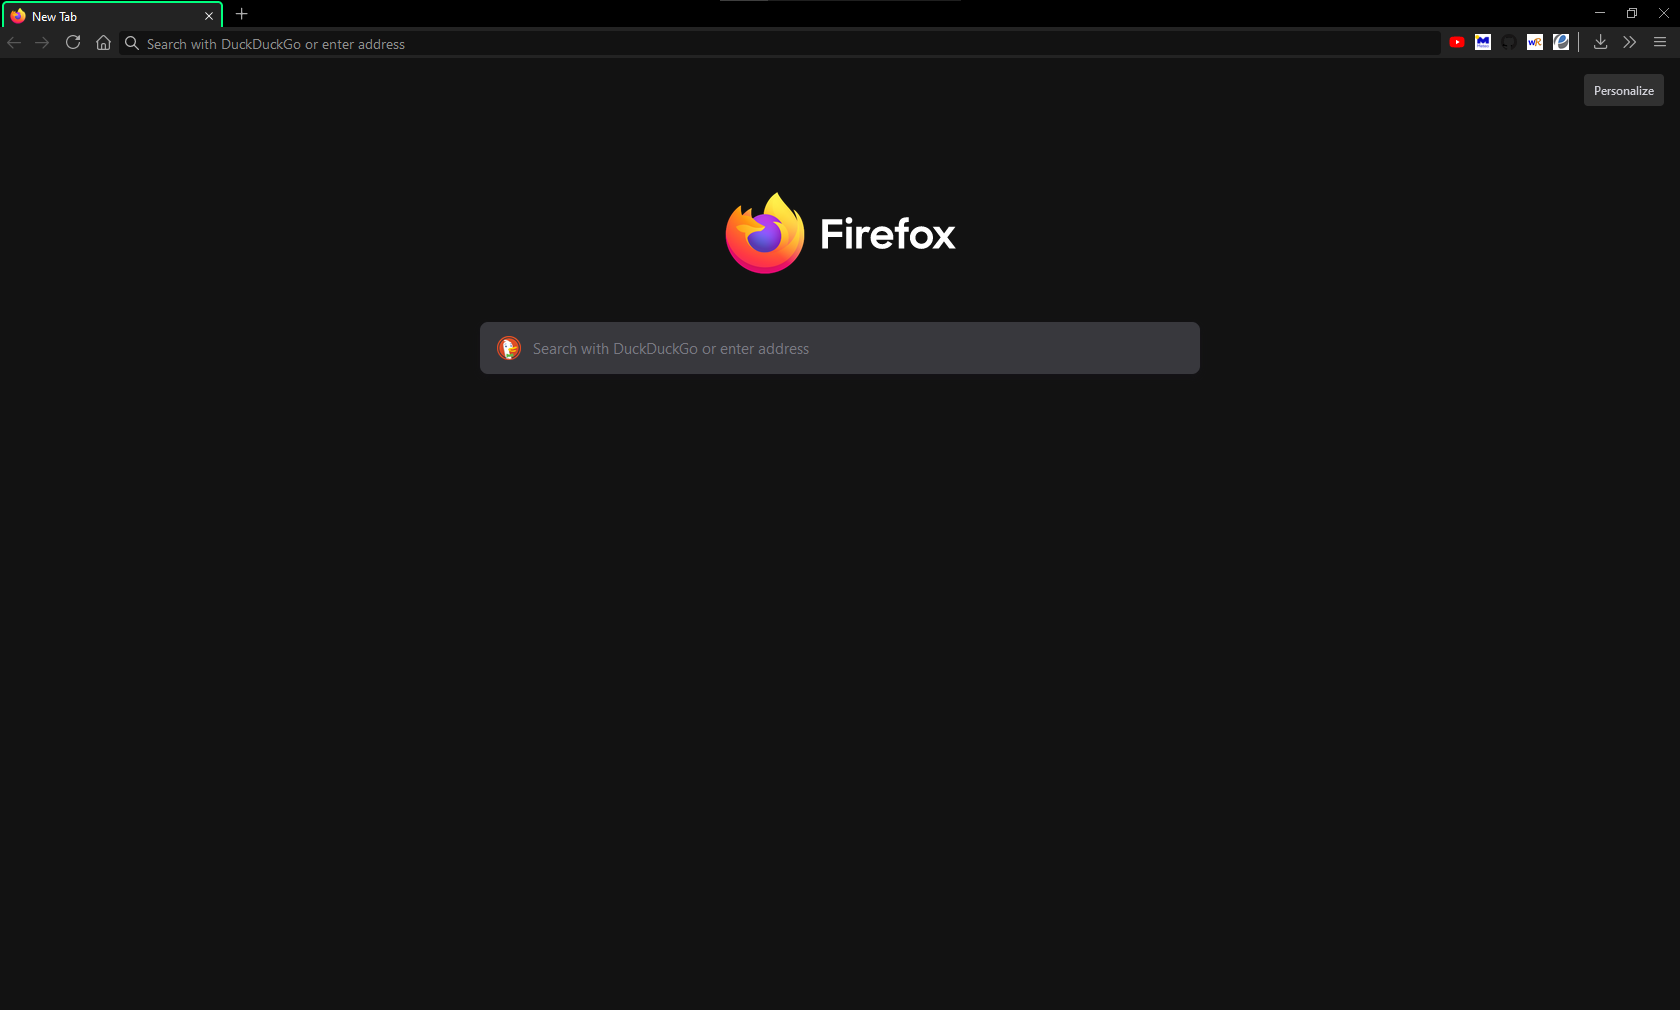 New Tab
Search with DuckDuckGo or enter address
Personalize
Firefox
Search with DuckDuckGo or enter address